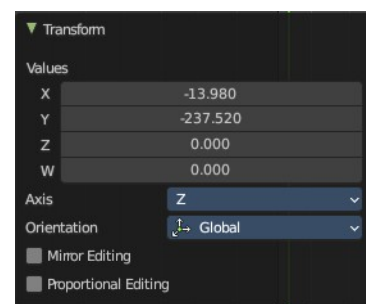 Transform
Values
X -13.980
Y -237.520
Z 0.000
W 0.000
Axis Z
Orientation Global
Mirror Editing
Proportional Editing